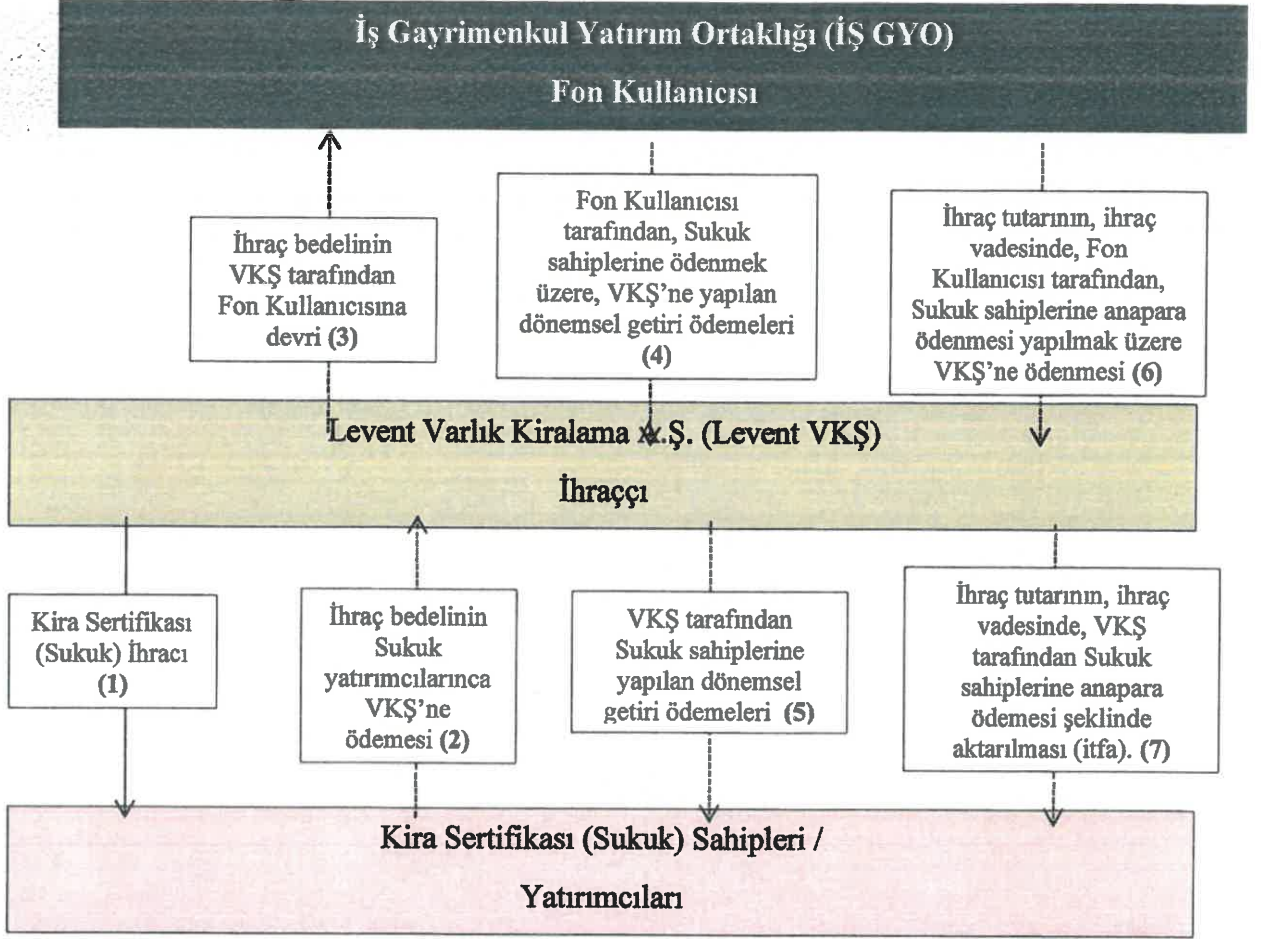 İş Gayrimenkul Yatırım Ortaklığı (İŞ GYO)
Fon Kullanıcısı
İhraç bedelinin
VKŞ tarafından
Fon Kullanıcısına
devri (3)
Fon Kullanıcısı
tarafından, Sukuk
sahiplerine ödenmek
üzere, VKŞ’ne yapılan
dönemsel getiri ödemeleri
(4)
İhraç tutarının, ihraç
vadesinde, Fon
Kullanıcısı tarafından,
Sukuk sahiplerine anapara
ödenmesi yapılmak üzere
VKŞ’ne ödenmesi (6)
Levent Varlık Kiralama A.Ş. (Levent VKŞ)
İhraççı
Kira Sertifikası
(Sukuk) İhracı
(1)
İhraç bedelinin
Sukuk
yatırımcılarınca
VKŞ’ne
ödemesi (2)
VKŞ tarafından
Sukuk sahiplerine
yapılan dönemsel
getiri ödemeleri (5)
İhraç tutarının, ihraç
vadesinde, VKŞ
tarafından Sukuk
sahiplerine anapara
ödemesi şeklinde
aktarılması (itfa). (7)
Kira Sertifikası (Sukuk) Sahipleri /
Yatırımcıları